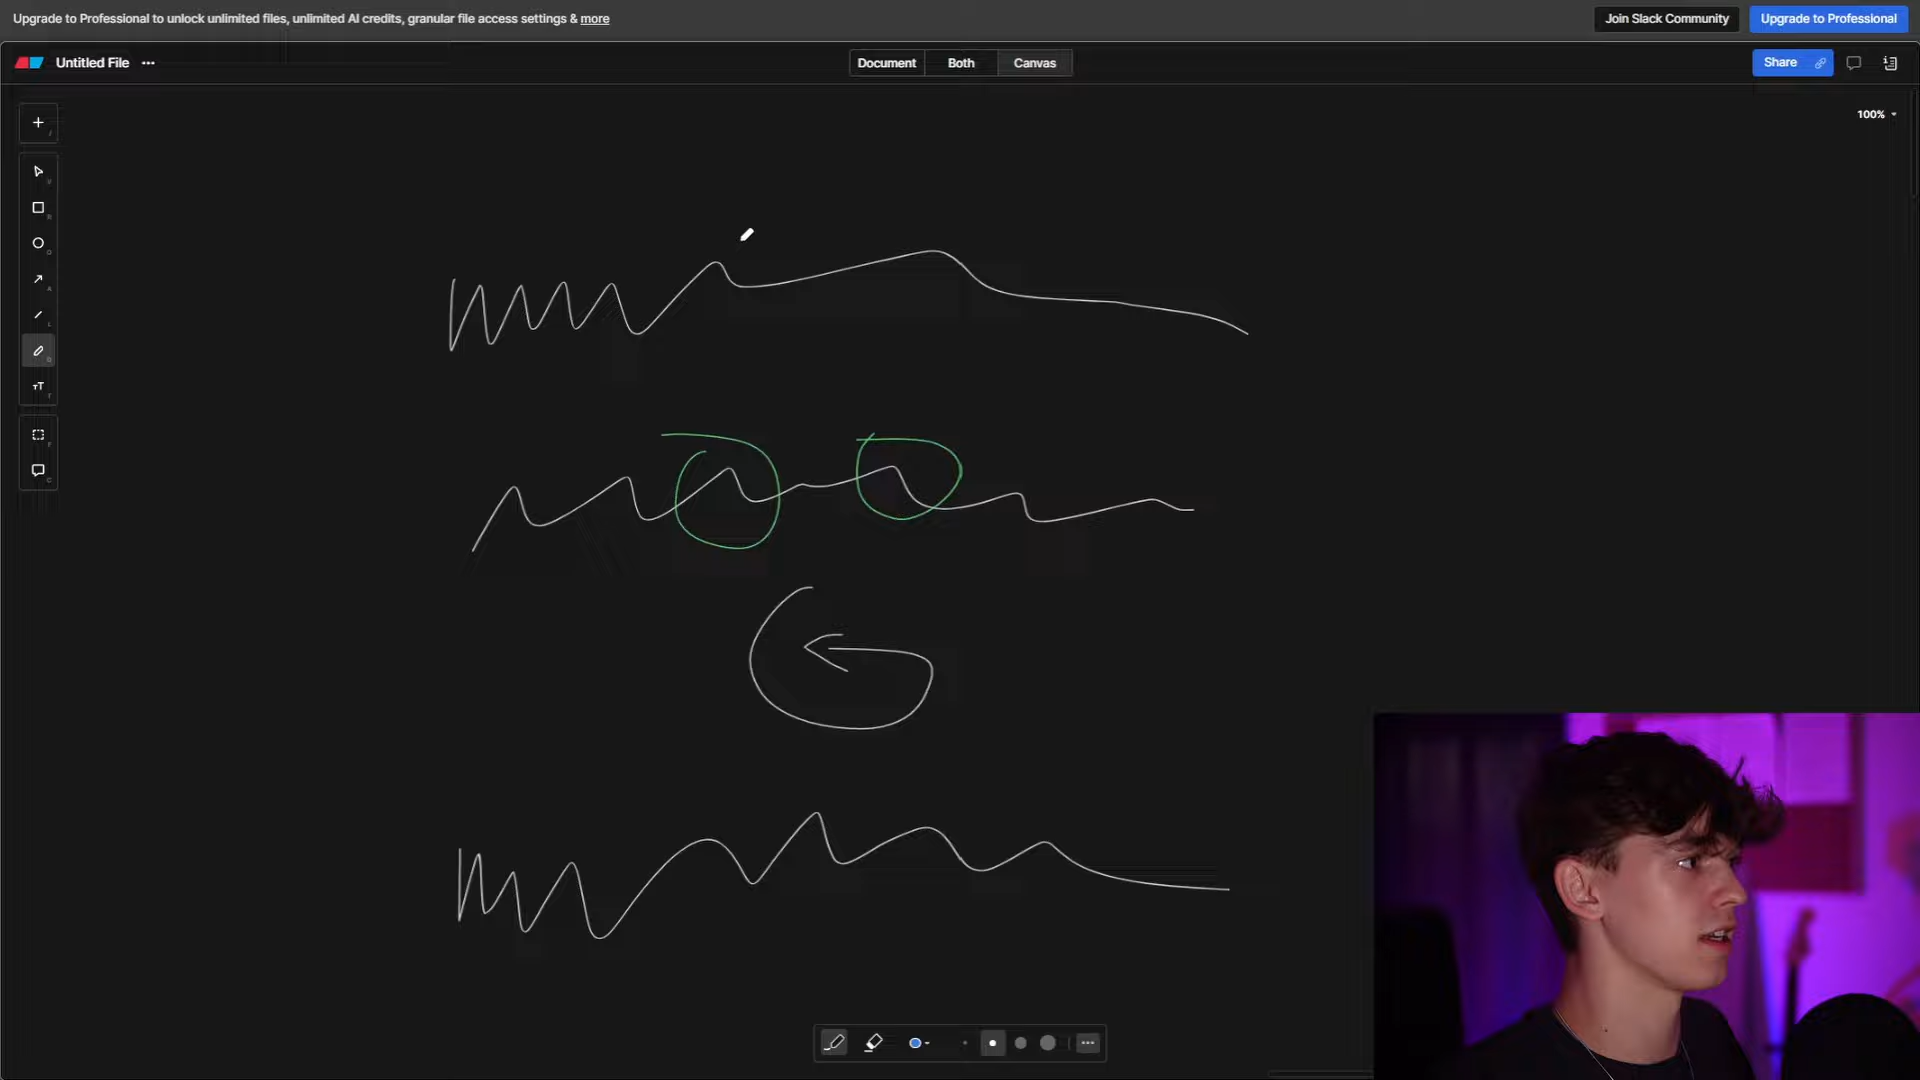 Upgrade to Professional to unlock unlimited files, unlimited AI credits, granular file access settings & more
Join Slack Community
Upgrade to Professional
Untitled File
Document
Both
Canvas
Share
100%
TT